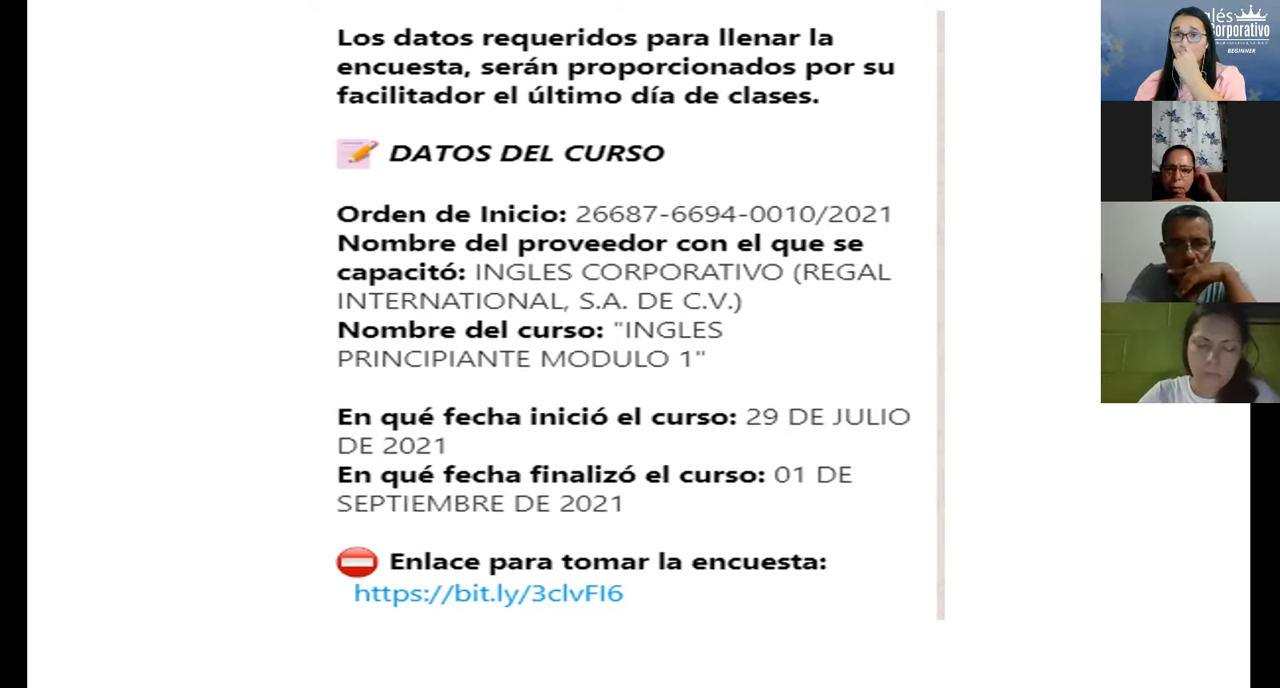 Los datos requeridos para llenar la
encuesta, serán proporcionados por su
facilitador el último día de clases.
DATOS DEL CURSO
Orden de Inicio: 26687-6694-0010/2021
Nombre del proveedor con el que se
capacitó: INGLES CORPORATIVO (REGAL
INTERNATIONAL, S.A. DE C.V.)
Nombre del curso: "INGLES
PRINCIPIANTE MODULO 1"
En qué fecha inició el curso: 29 DE JULIO
DE 2021
En qué fecha finalizó el curso: 01 DE
SEPTIEMBRE DE 2021
Enlace para tomar la encuesta:
https://bit.ly/3clvFI6
glés
orporativo
BEGINNER